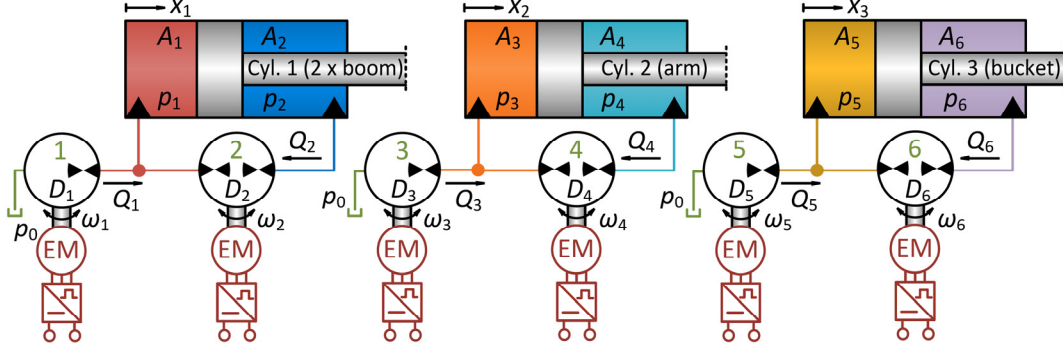 x₁ x₂ x₃
A₁ A₂ A₃ A₄ A₅ A₆
Cyl. 1 (2 x boom) Cyl. 2 (arm) Cyl. 3 (bucket)
p₁ p₂ p₃ p₄ p₅ p₆
1 2 Q₂ 3 4 Q₄ 5 6 Q₆
D₁ Q₁ D₂ D₃ Q₃ D₄ D₅ Q₅ D₆
p₀ ω₁ ω₂ p₀ ω₃ ω₄ p₀ ω₅ ω₆
EM EM EM EM EM EM